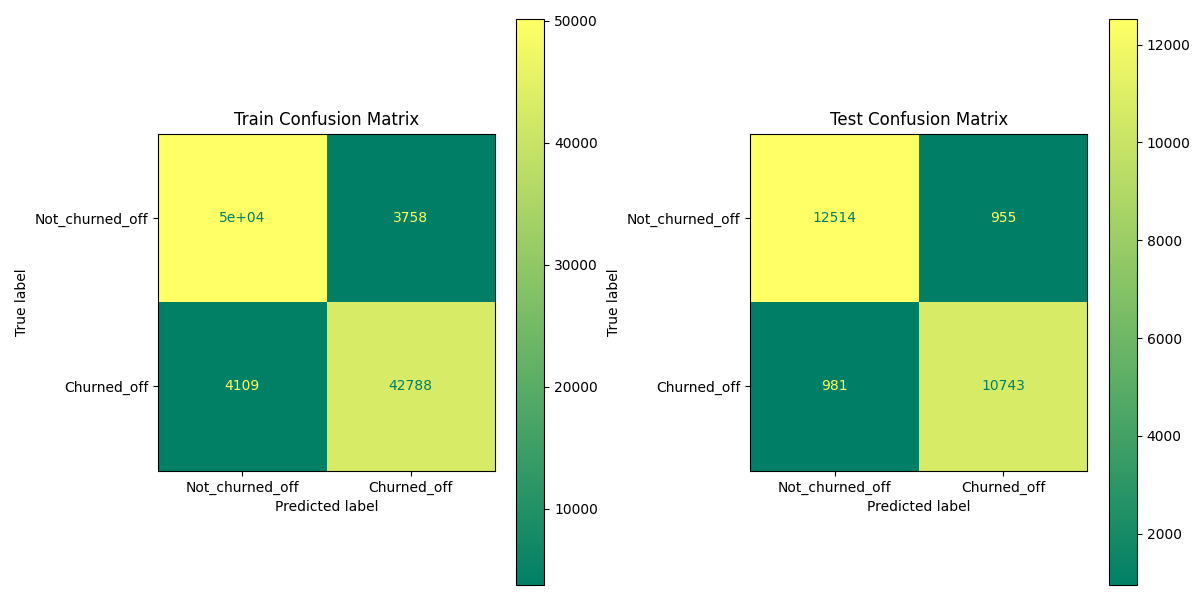 Train Confusion Matrix
True label
Not_churned_off
Churned_off
5e+04 3758
4109 42788
Not_churned_off Churned_off
Predicted label
50000
40000
30000
20000
10000
Test Confusion Matrix
True label
Not_churned_off
Churned_off
12514 955
981 10743
Not_churned_off Churned_off
Predicted label
12000
10000
8000
6000
4000
2000